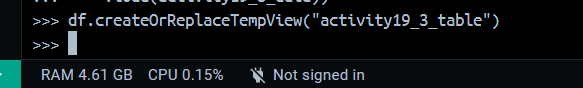 >>> df.createOrReplaceTempView("activity19_3_table")
>>>
RAM 4.61 GB CPU 0.15% Not signed in